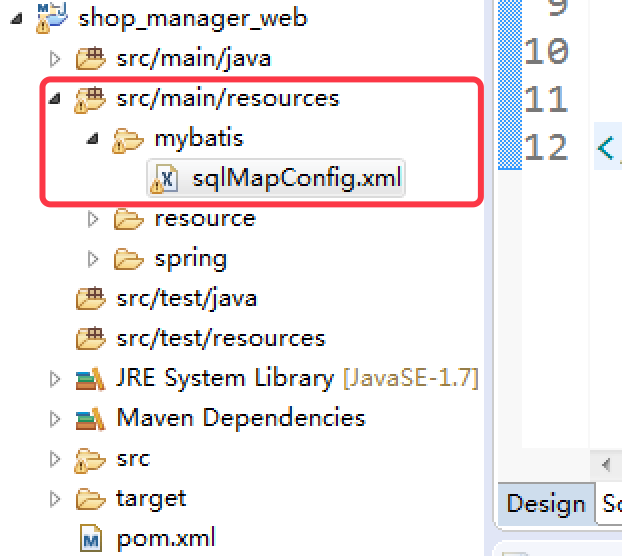 shop_manager_web
src/main/java
src/main/resources
mybatis
sqlMapConfig.xml
resource
spring
src/test/java
src/test/resources
JRE System Library [JavaSE-1.7]
Maven Dependencies
src
target
pom.xml
9
10
11
12 <
Design